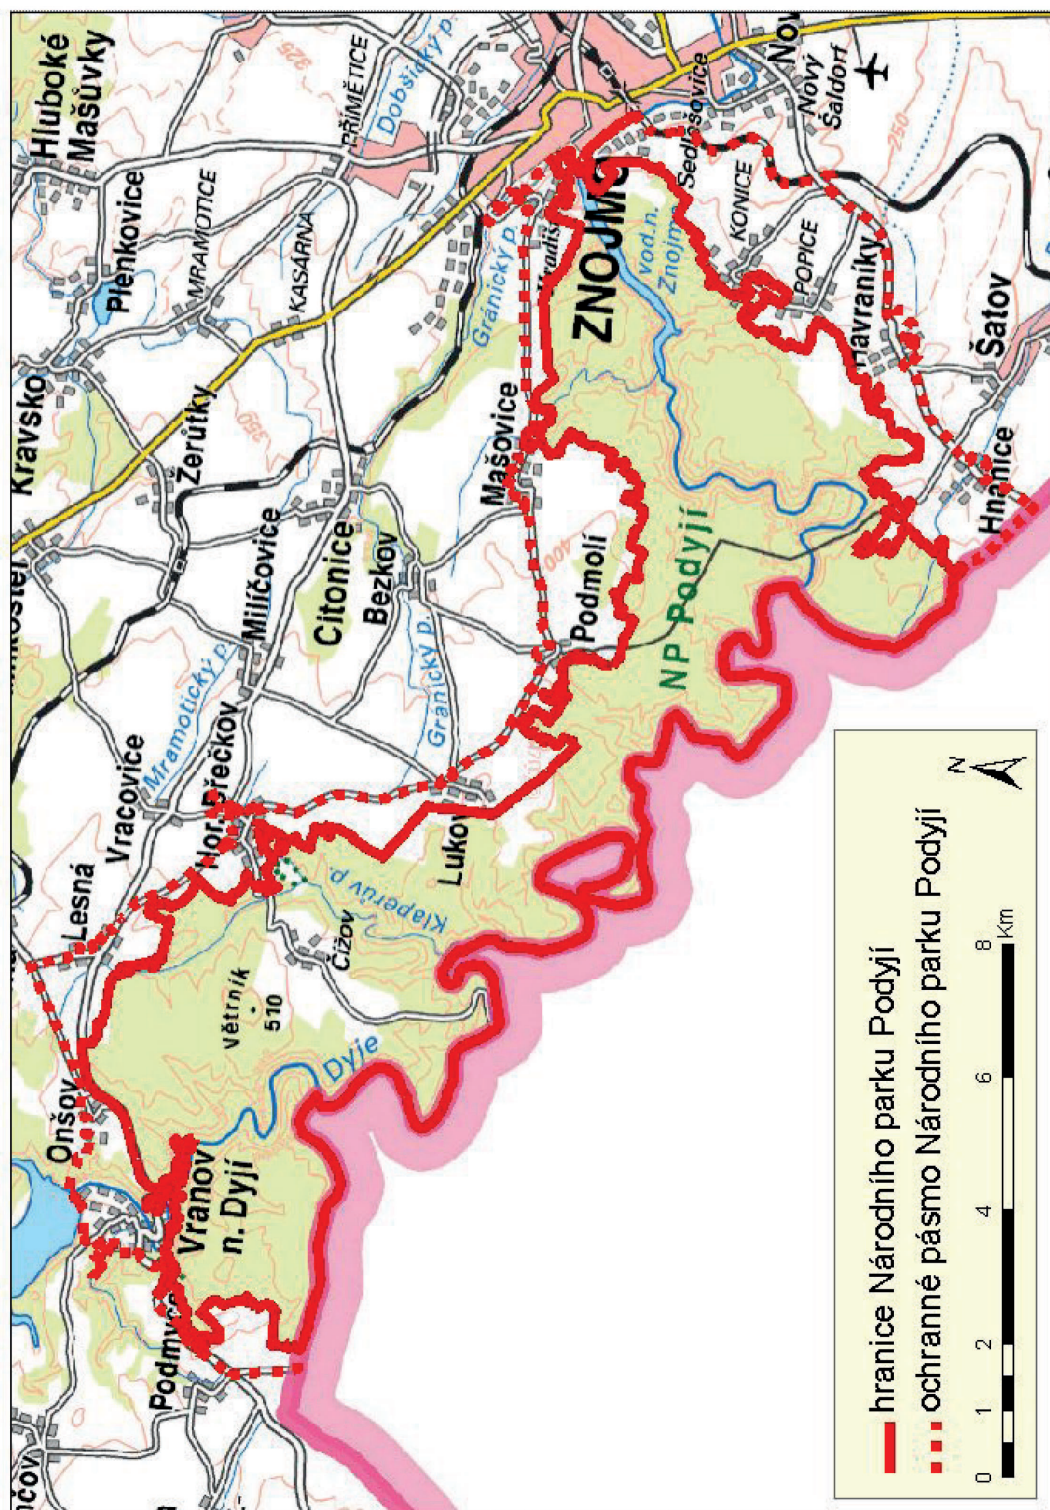 Hluboké
Mašůvky
325
PŘÍMĚTICE
Dobšický p.
Plenkovice
MRAMOTICE
KASÁRNA
Kravsko
Žerůtky
350
Milíčovice
Citonice
Bezkov
Mramotický p.
Vracovice
Hor. Břečkov
Lesná
Onšov
Gránický p.
Gránický p.
Mašovice
400
Podmolí
Lukov
Klaperův p.
Čížov
Větrník
510
Dyje
Vranov
n. Dyjí
Podmyče
NP Podyjí
ZNOJMO
vod.n.
Znojmo
Sedlešovice
KONICE
POPICE
Nový
Šaldorf
250
Havraníky
Šatov
Hnanice
hranice Národního parku Podyjí
ochranné pásmo Národního parku Podyjí
N
0 1 2 4 6 8
Km